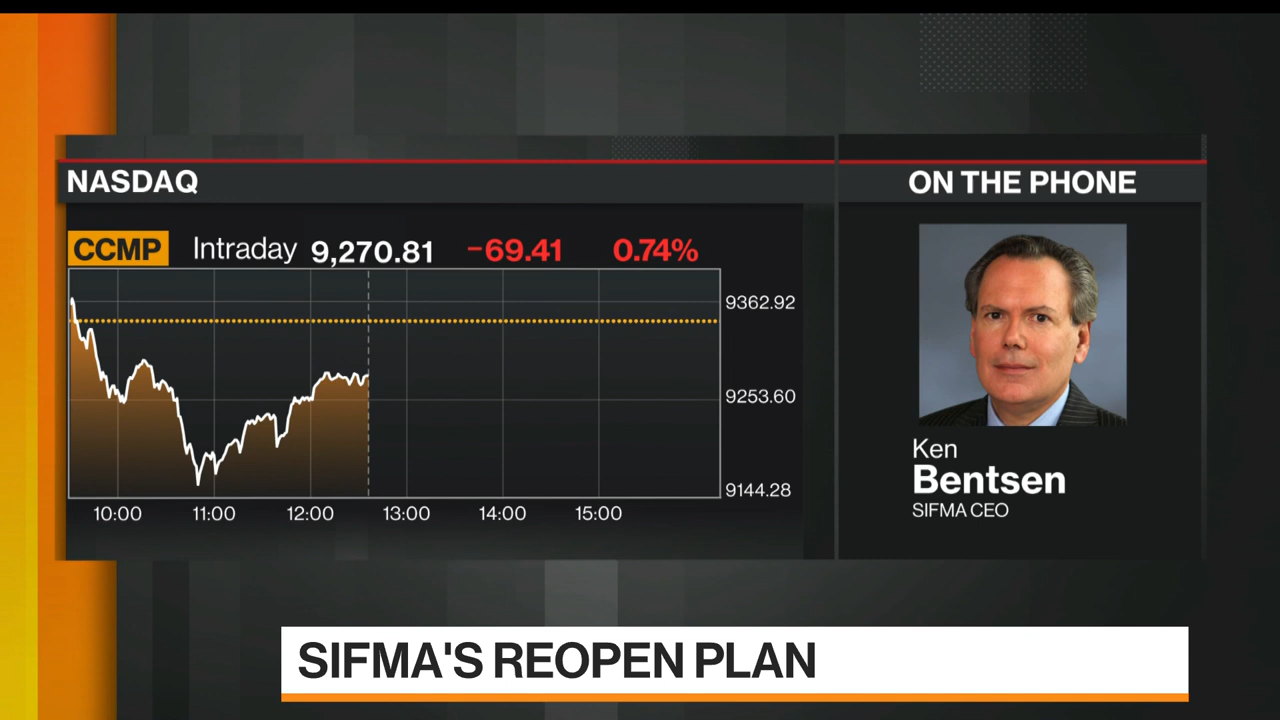 NASDAQ
CCMP Intraday 9,270.81 -69.41 0.74%
9362.92
9253.60
9144.28
10:00 11:00 12:00 13:00 14:00 15:00
ON THE PHONE
Ken
Bentsen
SIFMA CEO
SIFMA'S REOPEN PLAN